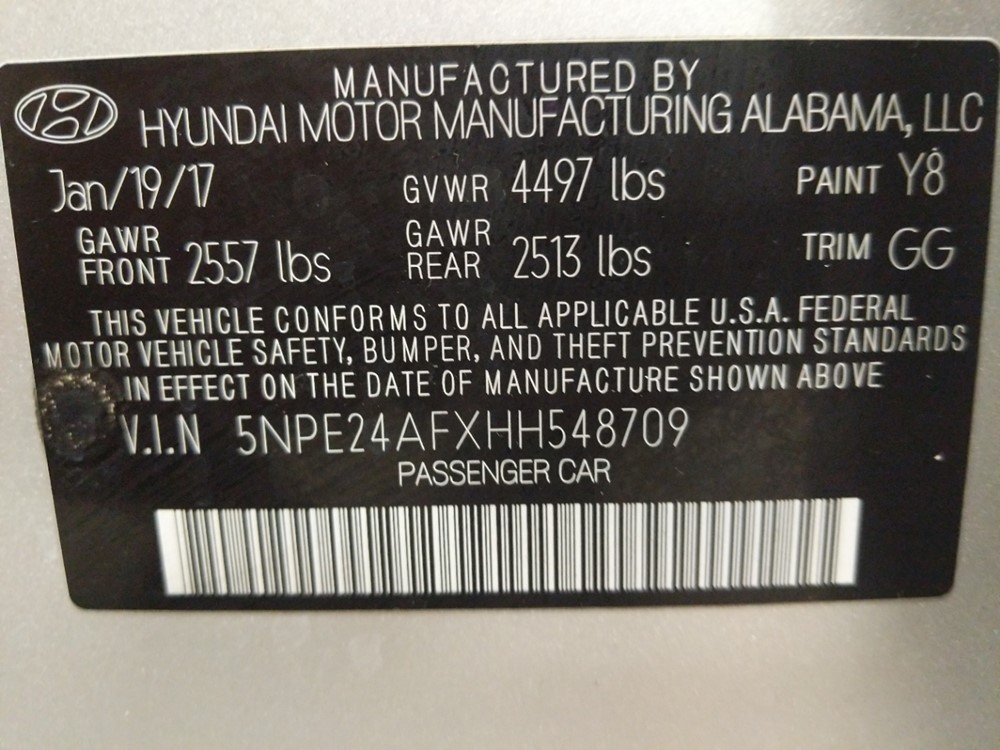 MANUFACTURED BY
HYUNDAI MOTOR MANUFACTURING ALABAMA, LLC
Jan/19/17 GVWR 4497 lbs PAINT Y8
GAWR FRONT 2557 lbs GAWR REAR 2513 lbs TRIM GG
THIS VEHICLE CONFORMS TO ALL APPLICABLE U.S.A. FEDERAL
MOTOR VEHICLE SAFETY, BUMPER, AND THEFT PREVENTION STANDARDS
IN EFFECT ON THE DATE OF MANUFACTURE SHOWN ABOVE
V.I.N 5NPE24AFXHH548709
PASSENGER CAR